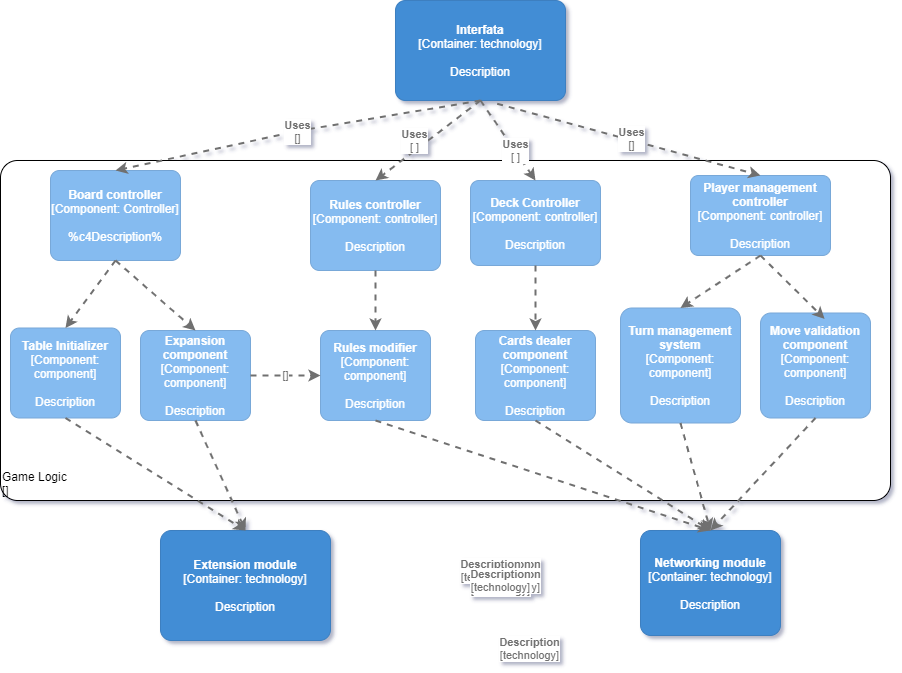 Interfata
[Container: technology]
Description
Uses
[]
Uses
[ ]
Uses
[ ]
Uses
[]
Board controller
[Component: Controller]
%c4Description%
Rules controller
[Component: controller]
Description
Deck Controller
[Component: controller]
Description
Player management
controller
[Component: controller]
Description
Table Initializer
[Component:
component]
Description
Expansion
component
[Component:
component]
Description
[]
Rules modifier
[Component:
component]
Description
Cards dealer
component
[Component:
component]
Description
Turn management
system
[Component:
component]
Description
Move validation
component
[Component:
component]
Description
Game Logic
[]
Extension module
[Container: technology]
Description
Descriptionnn
Descriptionn
[technology]
Networking module
[Container: technology]
Description
Description
[technology]